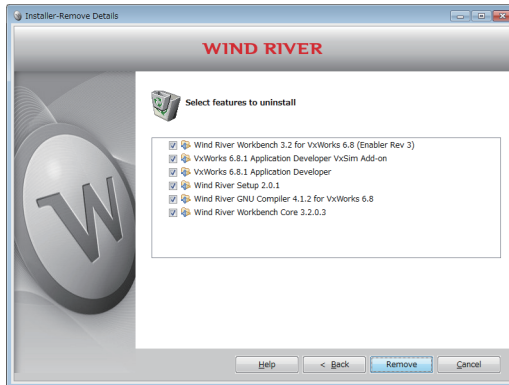 Installer-Remove Details
WIND RIVER
Select features to uninstall
Wind River Workbench 3.2 for VxWorks 6.8 (Enabler Rev 3)
VxWorks 6.8.1 Application Developer VxSim Add-on
VxWorks 6.8.1 Application Developer
Wind River Setup 2.0.1
Wind River GNU Compiler 4.1.2 for VxWorks 6.8
Wind River Workbench Core 3.2.0.3
W
Help < Back Remove Cancel